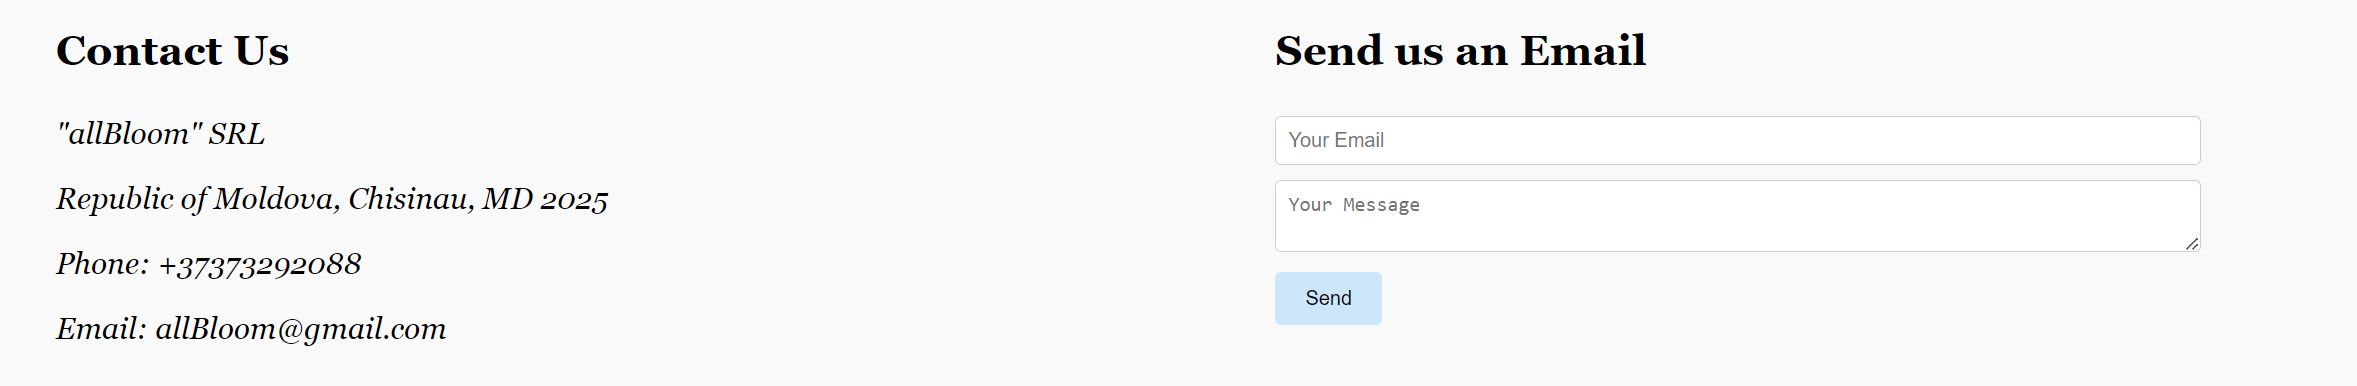 Contact Us
"allBloom" SRL
Republic of Moldova, Chisinau, MD 2025
Phone: +37373292088
Email: allBloom@gmail.com
Send us an Email
Your Email
Your Message
Send